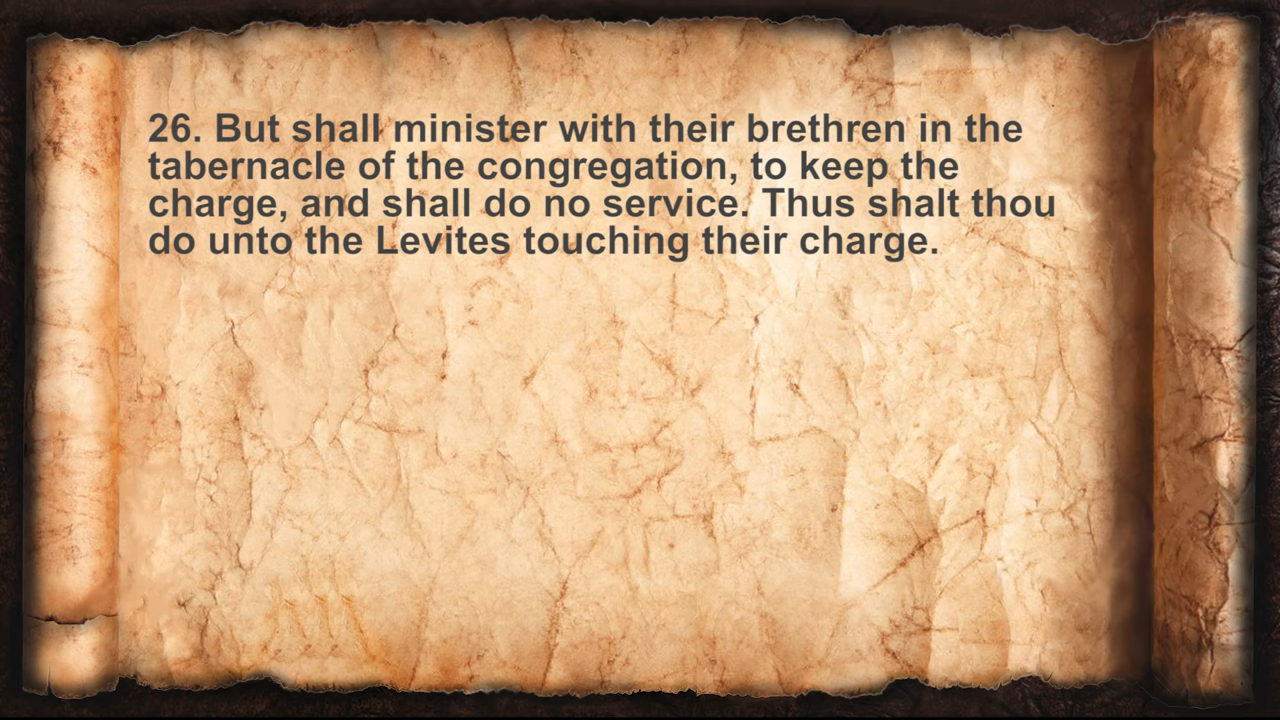 26. But shall minister with their brethren in the
tabernacle of the congregation, to keep the
charge, and shall do no service. Thus shalt thou
do unto the Levites touching their charge.